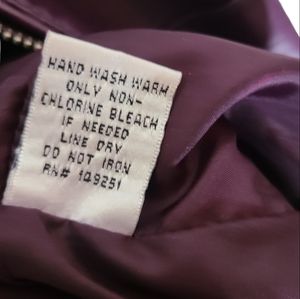 HAND WASH WARM
ONLY NON-
CHLORINE BLEACH
IF NEEDED
LINE DRY
DO NOT IRON
RN# 109251